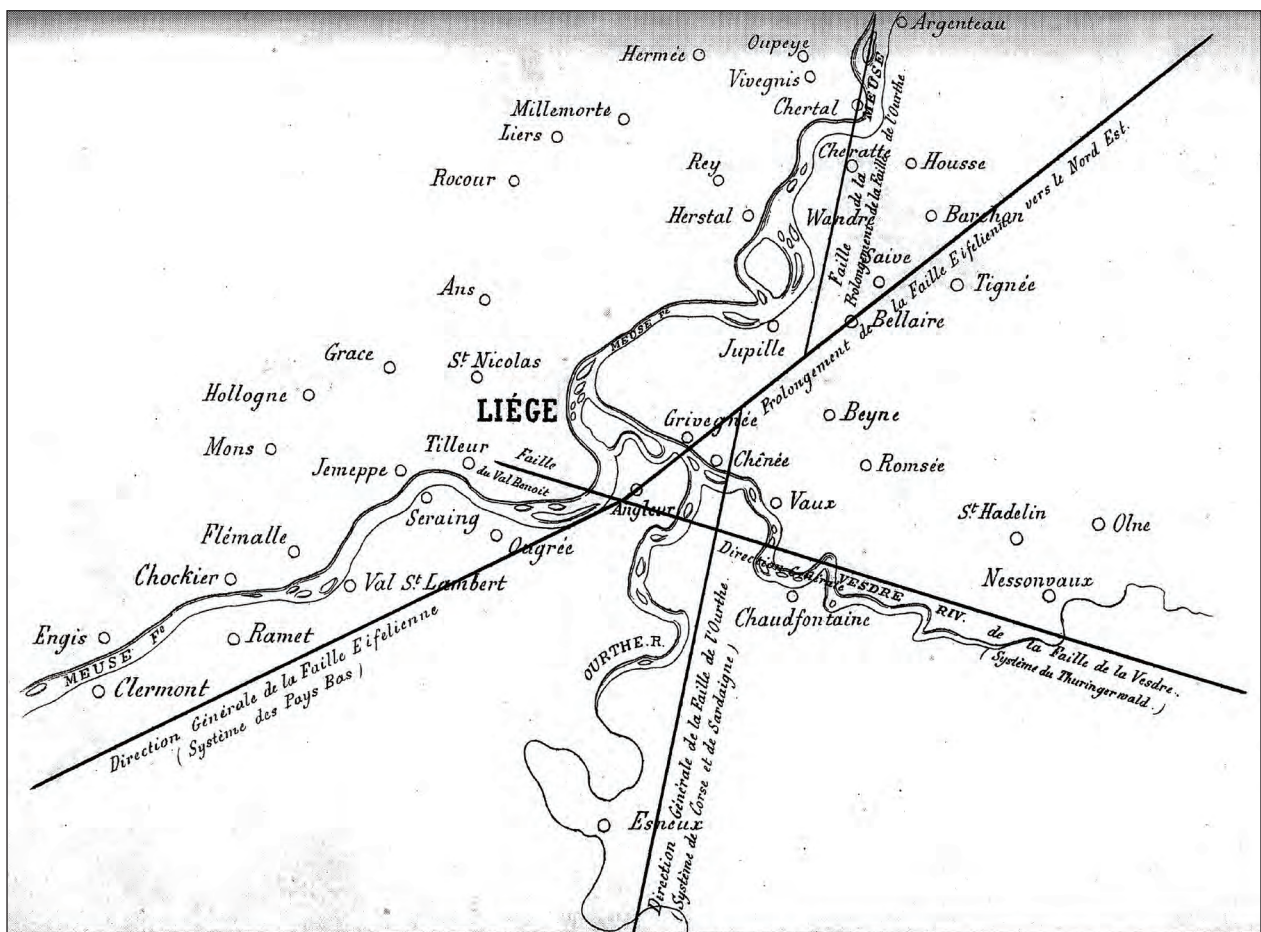 Argenteau
Hermée
Oupeye
Vivegnis
MEUSE
Chertal
Millemorte
Liers
Cheratte
Housse
Rey
Rocour
Herstal
Wandre
Barchon
Faille de la
Prolongement de la Faille de l'Ourthe.
Saive
Tignée
Ans
Bellaire
MEUSE Fe
Jupille
Prolongement de la Faille Eifelienne vers le Nord Est.
Grace
St. Nicolas
Hollogne
LIÉGE
Beyne
Grivegnée
Mons
Tilleur
Faille
du Val Benoit
Chênée
Romsée
Jemeppe
Angleur
Vaux
Seraing
St. Hadelin
Olne
Flémalle
Ougrée
Chockier
Val St. Lambert
Nessonvaux
Chaudfontaine
VESDRE RIV.
Direction Générale de la Faille de la Vesdre.
(Système du Thuringerwald.)
Engis
Ramet
MEUSE Fe
Clermont
OURTHE.R.
Direction Générale de la Faille Eifelienne
(Système des Pays Bas)
Esneux
Direction Générale de la Faille de l'Ourthe.
(Système de Corse et de Sardaigne)